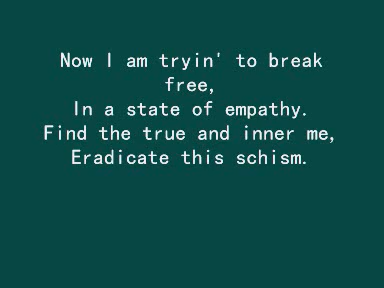 Now I am tryin' to break
free,
In a state of empathy.
Find the true and inner me,
Eradicate this schism.